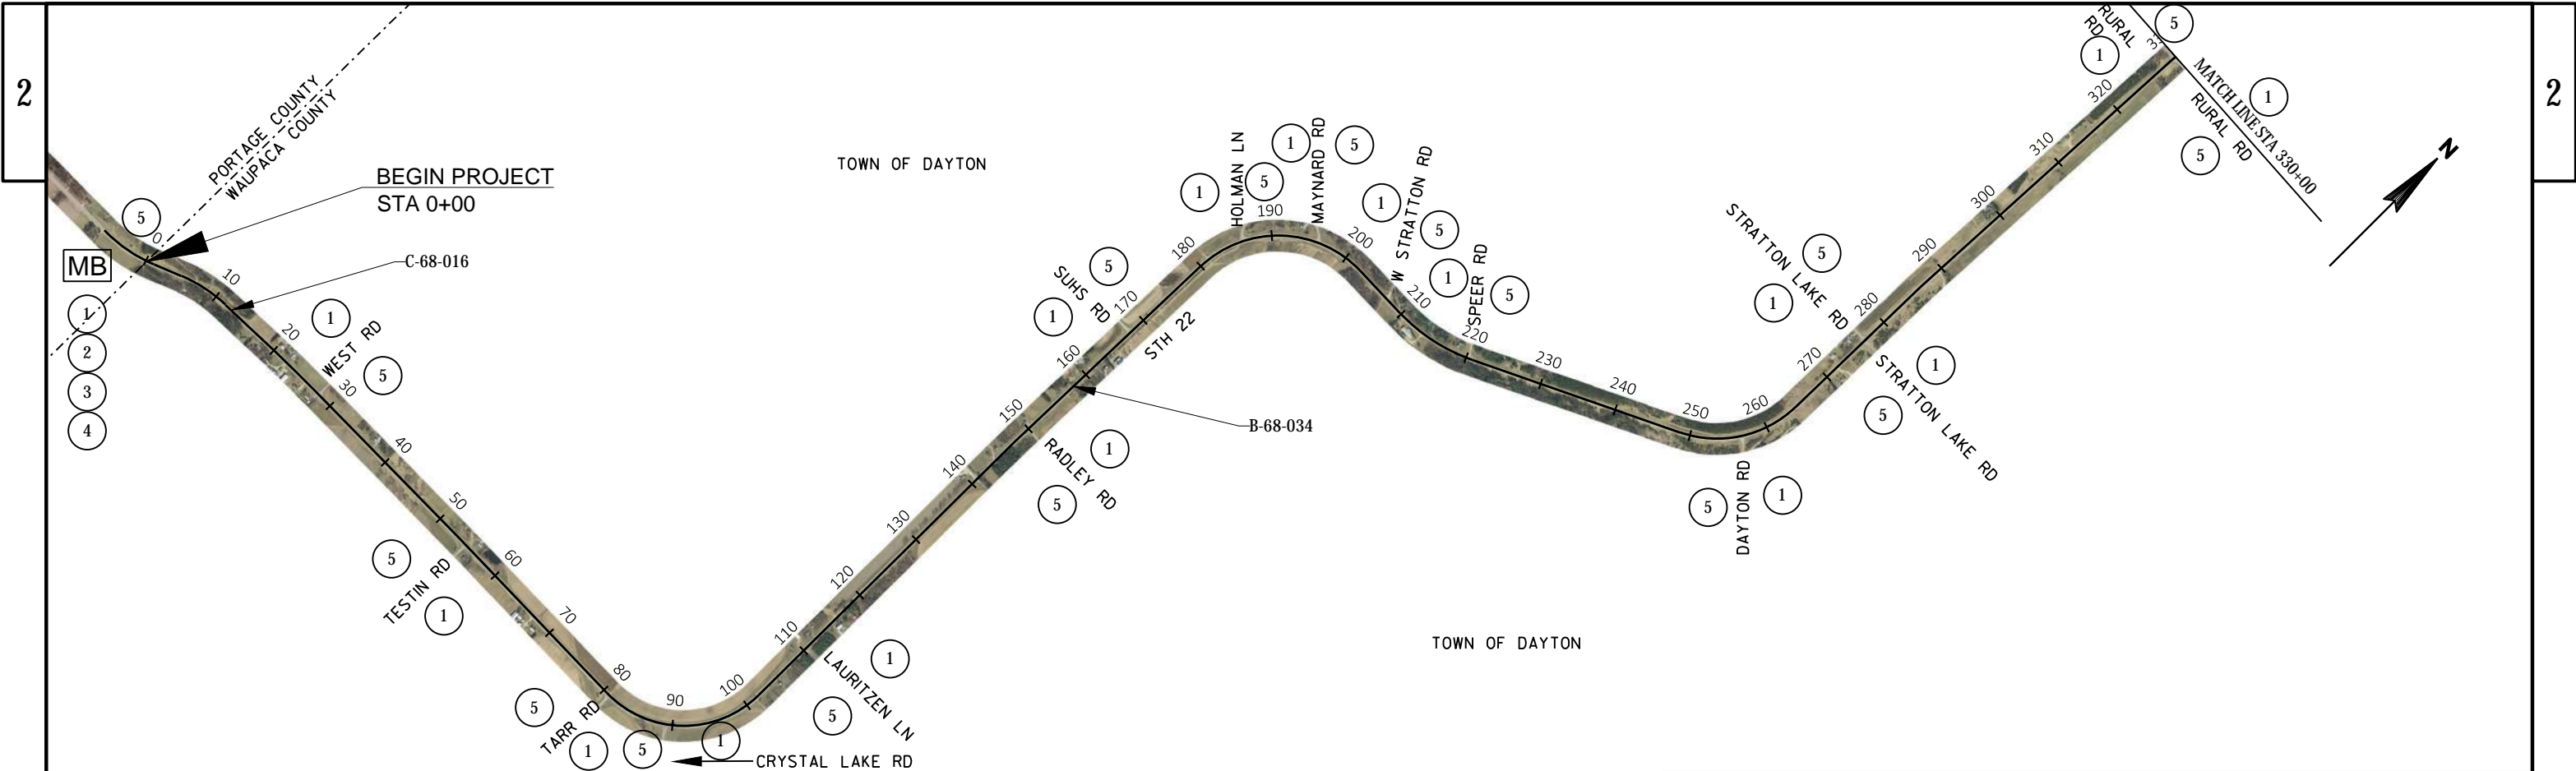 2
PORTAGE COUNTY
WAUPACA COUNTY
BEGIN PROJECT
STA 0+00
5
MB
1
2
3
4
C-68-016
0
10
20
30
40
50
60
70
80
90
100
110
120
130
140
150
160
170
180
190
200
210
220
230
240
250
260
270
280
290
300
310
320
1
WEST RD
5
5
TESTIN RD
1
5
TARR RD
1
5
1
CRYSTAL LAKE RD
1
LAURITZEN LN
5
1
RADLEY RD
5
5
SUHS RD
1
STH 22
B-68-034
TOWN OF DAYTON
1
HOLMAN LN
5
1
MAYNARD RD
5
1
W STRATTON RD
5
1
SPEER RD
5
5
DAYTON RD
1
TOWN OF DAYTON
STRATTON LAKE RD
5
1
1
STRATTON LAKE RD
5
RURAL
RD
5
1
MATCH LINE STA 330+00
1
RURAL RD
5
N
2